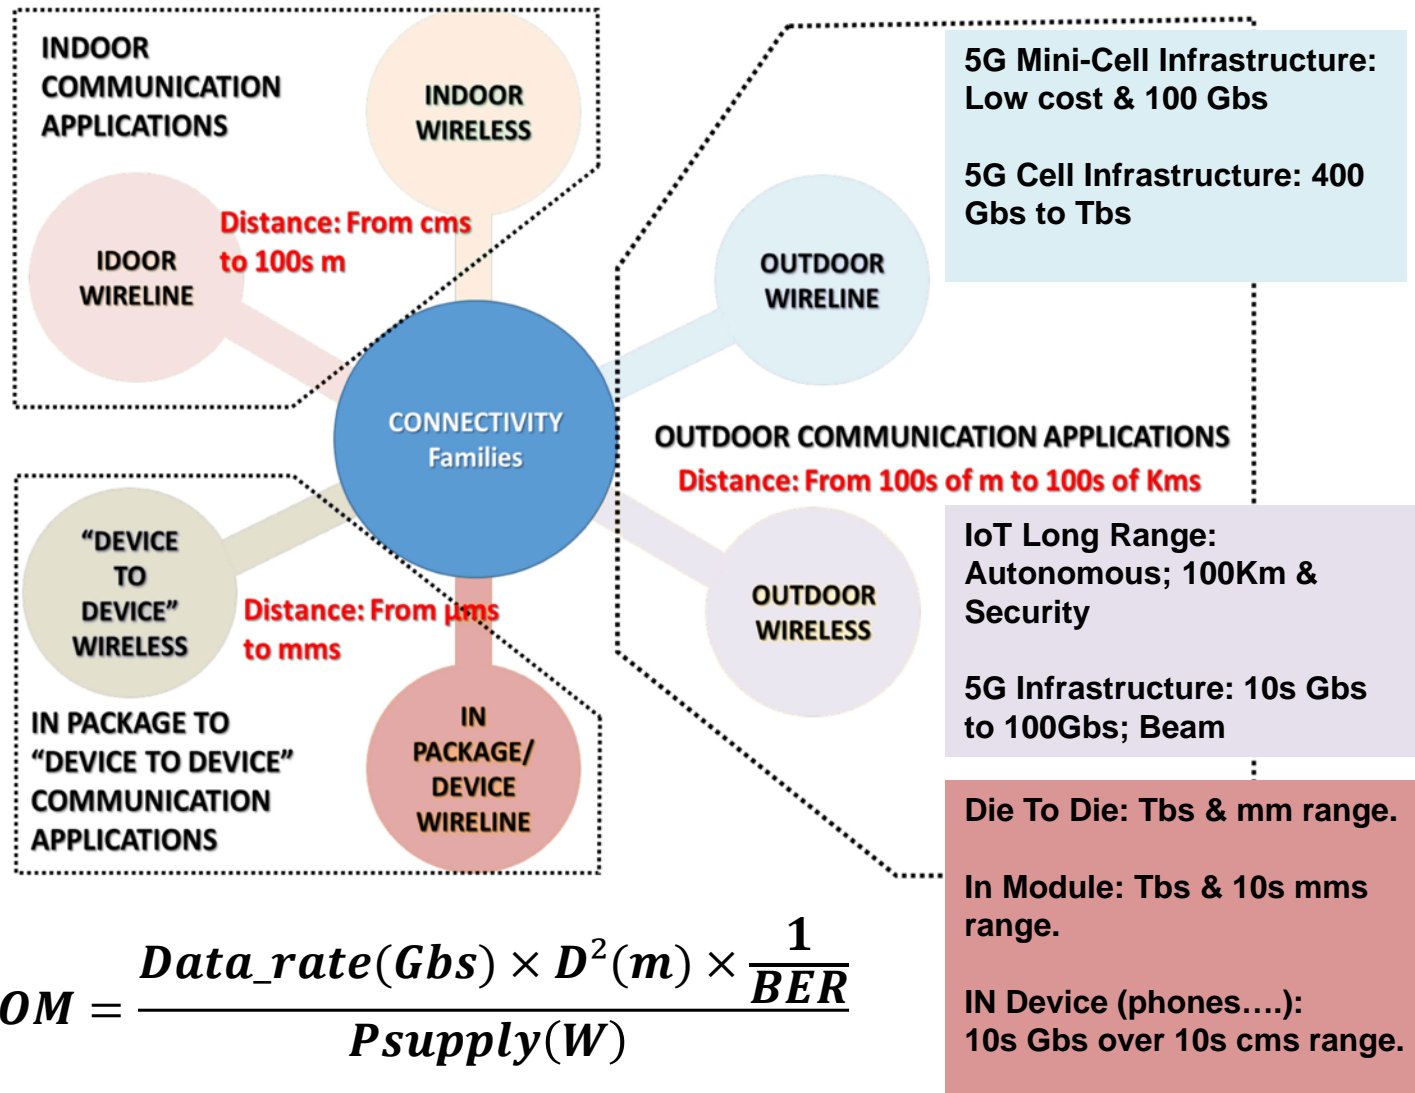 INDOOR
COMMUNICATION
APPLICATIONS
INDOOR
WIRELESS
Distance: From cms
to 100s m
IDOOR
WIRELINE
5G Mini-Cell Infrastructure:
Low cost & 100 Gbs
5G Cell Infrastructure: 400
Gbs to Tbs
OUTDOOR
WIRELINE
CONNECTIVITY
Families
OUTDOOR COMMUNICATION APPLICATIONS
Distance: From 100s of m to 100s of Kms
"DEVICE
TO
DEVICE"
WIRELESS
Distance: From µms
to mms
OUTDOOR
WIRELESS
IoT Long Range:
Autonomous; 100Km &
Security
5G Infrastructure: 10s Gbs
to 100Gbs; Beam
IN PACKAGE TO
"DEVICE TO DEVICE"
COMMUNICATION
APPLICATIONS
IN
PACKAGE/
DEVICE
WIRELINE
Die To Die: Tbs & mm range.
In Module: Tbs & 10s mms
range.
IN Device (phones….):
10s Gbs over 10s cms range.
OM = Data_rate(Gbs) × D²(m) × 1/BER
Psupply(W)